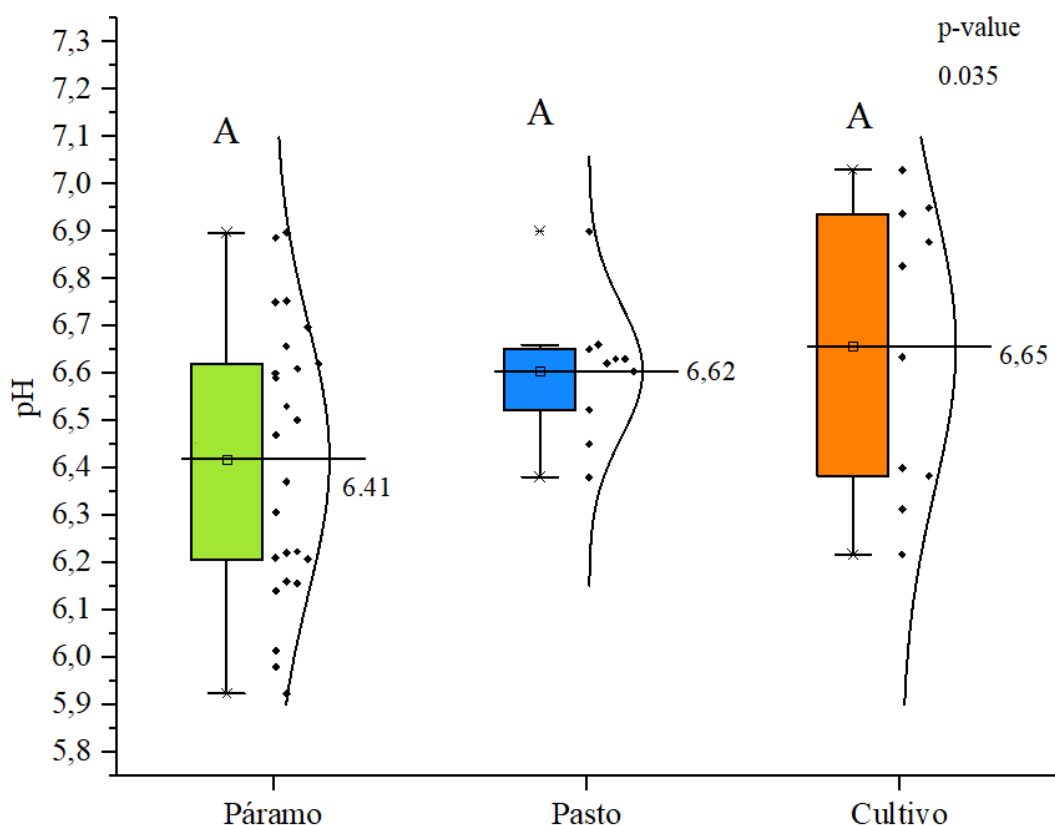 p-value
0.035
7,3
7,2
7,1
7,0
6,9
6,8
6,7
6,6
6,5
6,4
6,3
6,2
6,1
6,0
5,9
5,8
pH
A
A
A
6.41
6,62
6,65
Páramo
Pasto
Cultivo